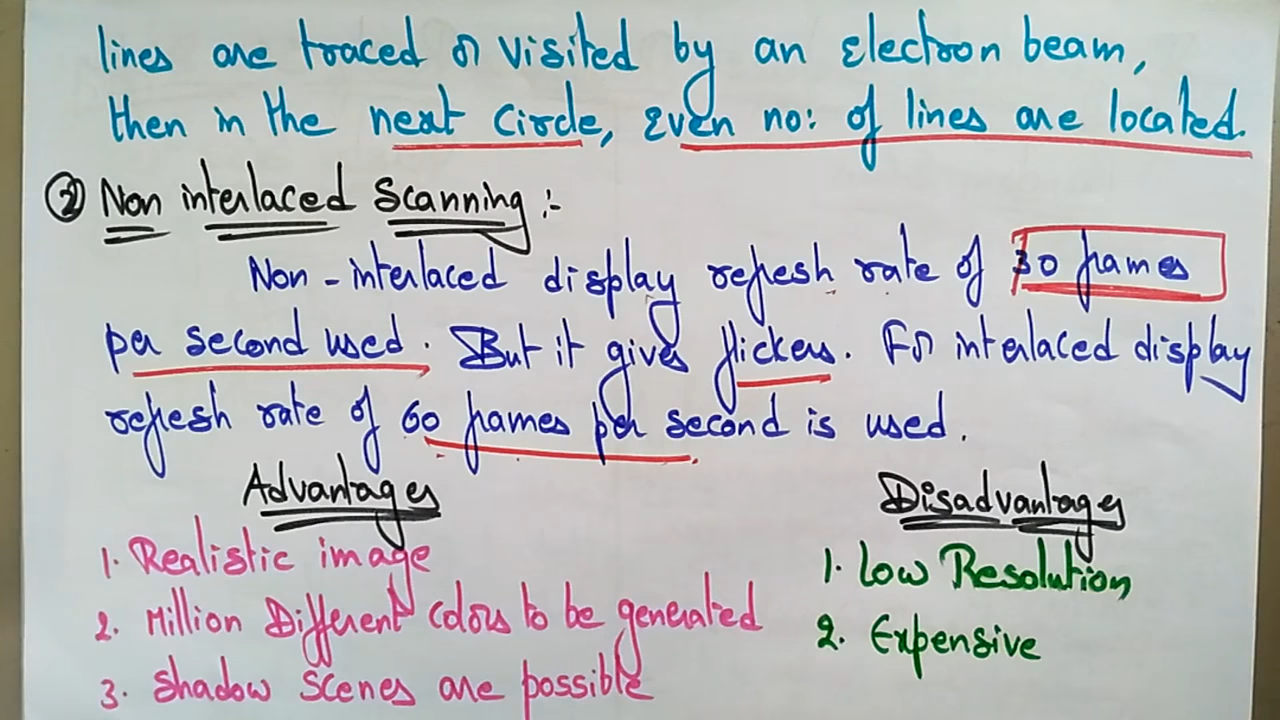 lines are traced or visited by an electron beam,
then in the next circle, Even no: of lines are located.
② Non interlaced Scanning :-
Non-interlaced display refresh rate of 30 frames
per second used. But it gives flickers. For interlaced display
refresh rate of 60 frames per second is used.
Advantages
1. Realistic image
2. Million Different colors to be generated
3. Shadow Scenes are possible
Disadvantages
1. Low Resolution
2. Expensive